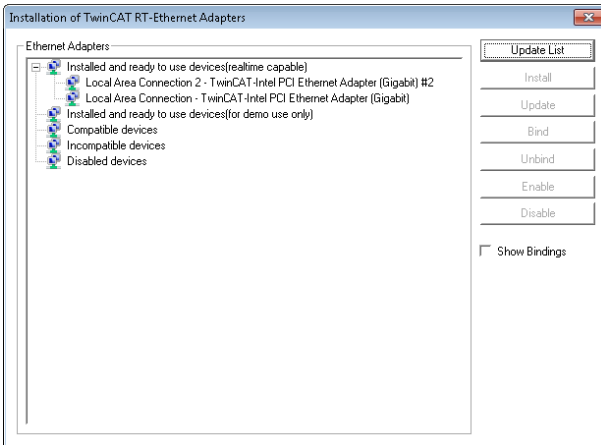 Installation of TwinCAT RT-Ethernet Adapters
Ethernet Adapters
Installed and ready to use devices(realtime capable)
Local Area Connection 2 - TwinCAT-Intel PCI Ethernet Adapter (Gigabit) #2
Local Area Connection - TwinCAT-Intel PCI Ethernet Adapter (Gigabit)
Installed and ready to use devices(for demo use only)
Compatible devices
Incompatible devices
Disabled devices
Update List
Install
Update
Bind
Unbind
Enable
Disable
Show Bindings